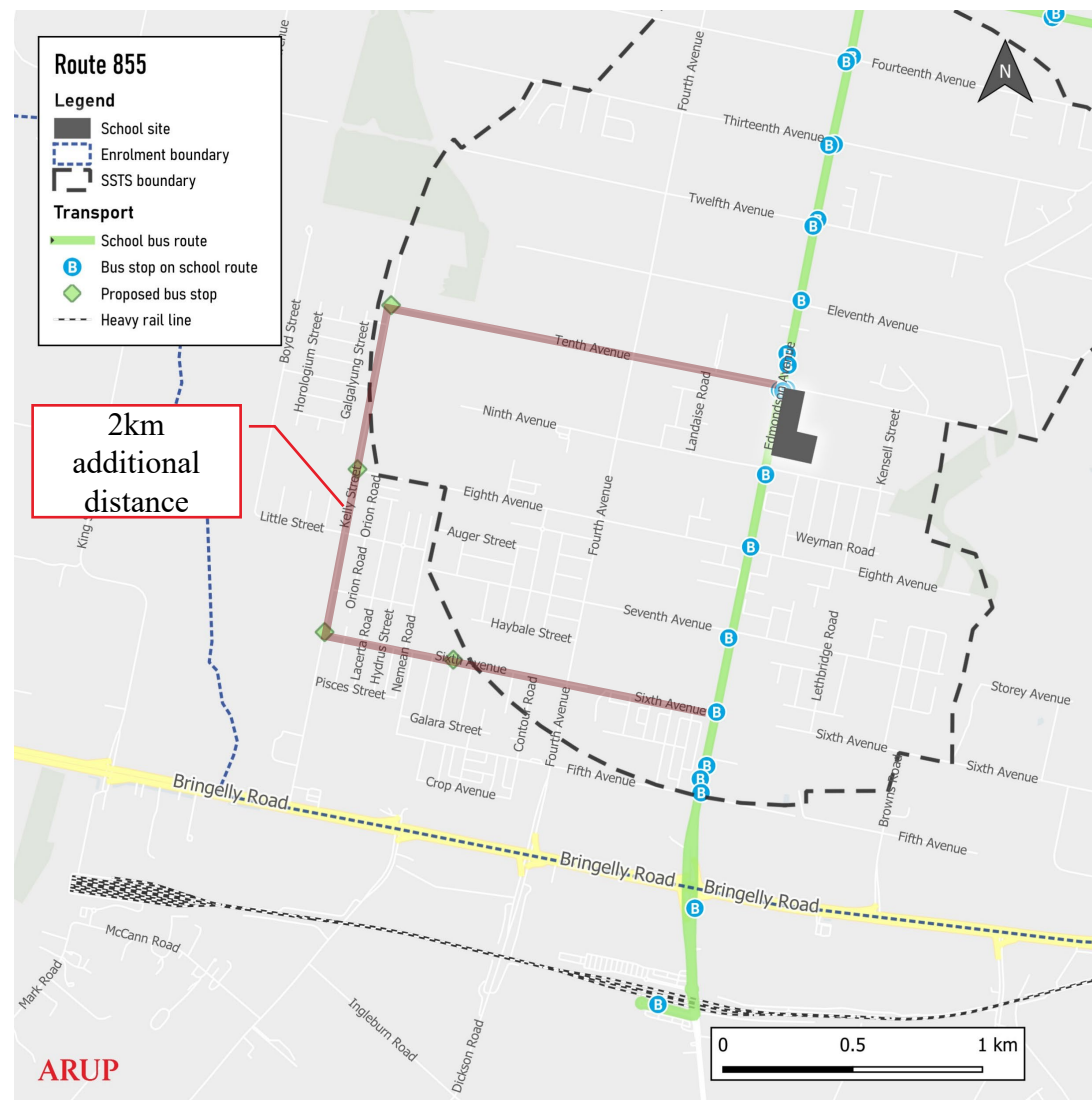 Route 855
Legend
School site
Enrolment boundary
SSTS boundary
Transport
School bus route
B
Bus stop on school route
Proposed bus stop
Heavy rail line
N
Fourth Avenue
Fourteenth Avenue
Thirteenth Avenue
Twelfth Avenue
Eleventh Avenue
Tenth Avenue
Edmondson Avenue
Boyd Street
Horologium Street
Galgalyung Street
Landaise Road
Ninth Avenue
Kensell Street
2km
additional
distance
Kelly Street
Orion Road
Eighth Avenue
Fourth Avenue
King S
Little Street
Auger Street
Weyman Road
Eighth Avenue
Orion Road
Lacerta Road
Hydrus Street
Nemean Road
Haybale Street
Seventh Avenue
Lethbridge Road
Sixth Avenue
Pisces Street
Sixth Avenue
Storey Avenue
Galara Street
Contour Road
Fourth Avenue
Sixth Avenue
Sixth Avenue
Fifth Avenue
Crop Avenue
Browns Road
Fifth Avenue
Bringelly Road
Bringelly Road
Bringelly Road
McCann Road
Mark Road
Ingleburn Road
Dickson Road
0
0.5
1 km
ARUP